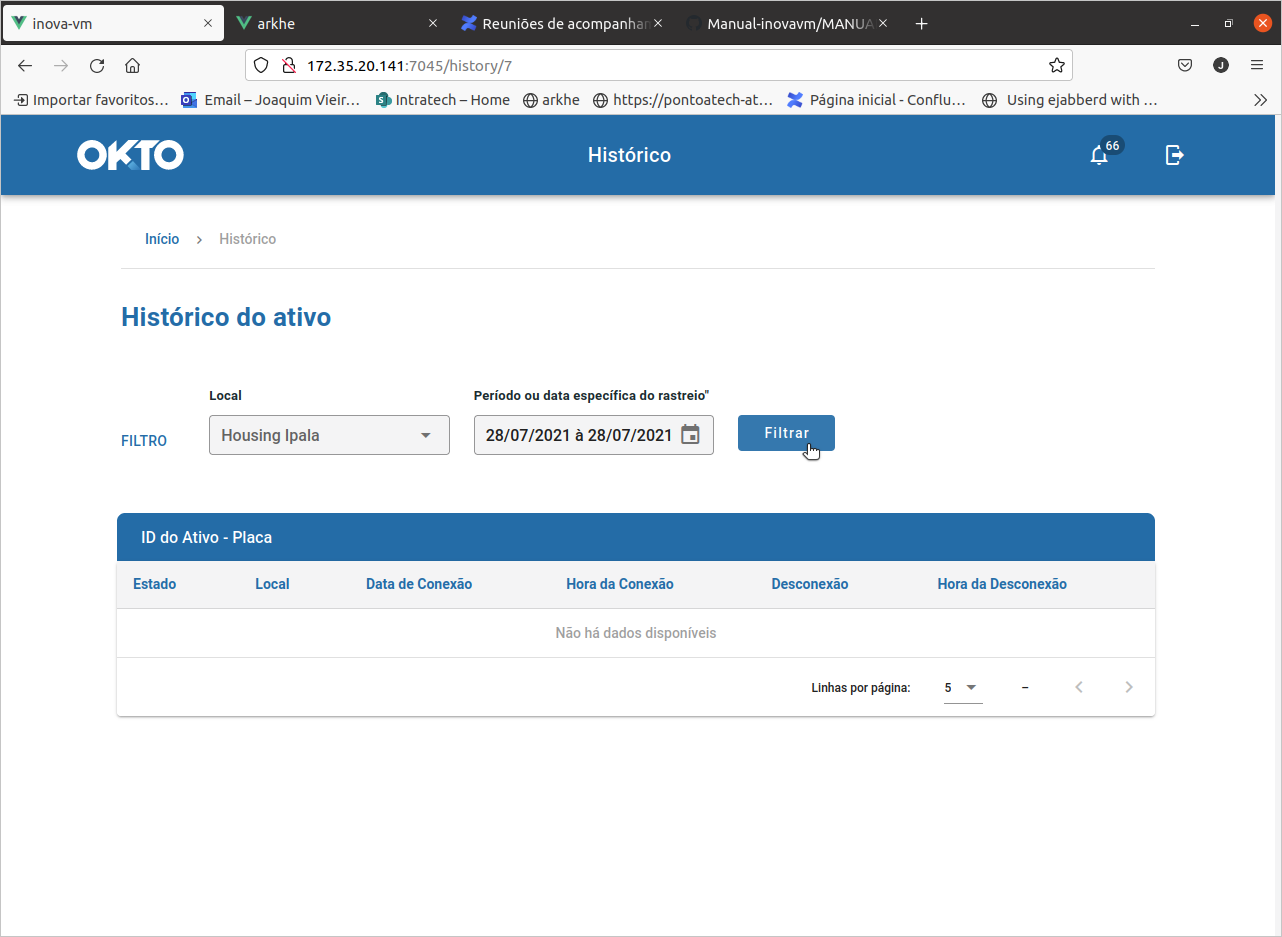 inova-vm
arkhe
Reuniões de acompanhar
Manual-inovavm/MANUA
172.35.20.141:7045/history/7
J
Importar favoritos…
Email – Joaquim Vieir…
Intratech – Home
arkhe
https://pontoatech-at…
Página inicial - Conflu…
Using ejabberd with …
OKTO
Histórico
66
Início
Histórico
Histórico do ativo
Local
Período ou data específica do rastreio"
FILTRO
Housing Ipala
28/07/2021 à 28/07/2021
Filtrar
ID do Ativo - Placa
Estado Local Data de Conexão Hora da Conexão Desconexão Hora da Desconexão
Não há dados disponíveis
Linhas por página: 5 –